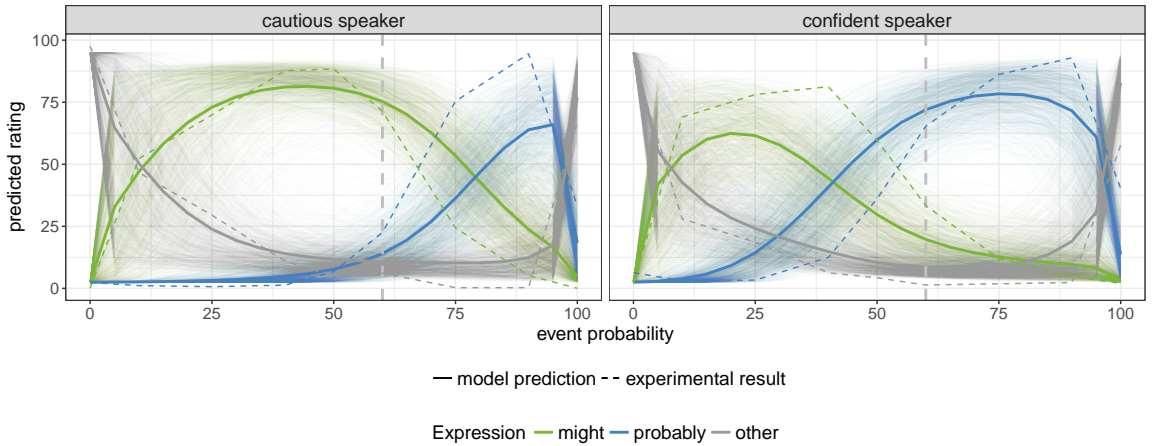 cautious speaker
confident speaker
predicted rating
100
75
50
25
0
0 25 50 75 100
0 25 50 75 100
event probability
model prediction experimental result
Expression might probably other